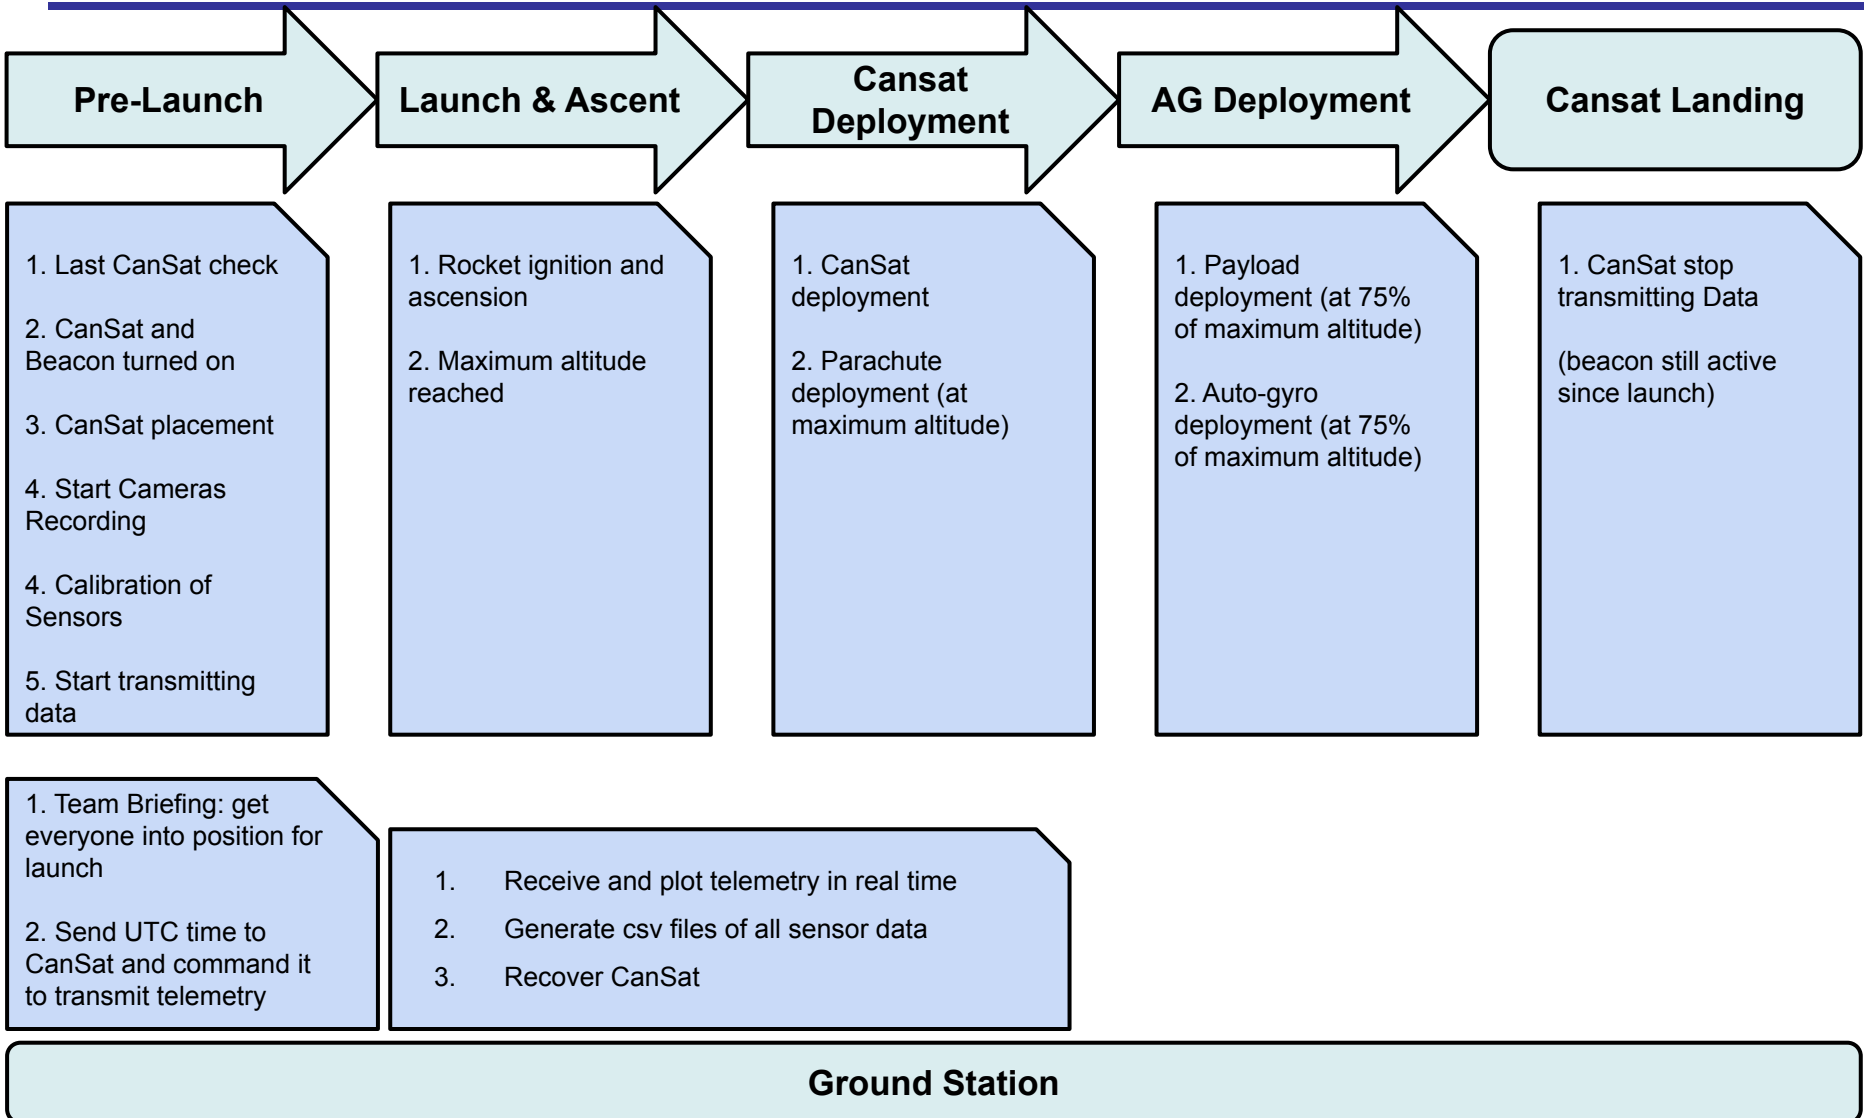 Pre-Launch
Launch & Ascent
Cansat
Deployment
AG Deployment
Cansat Landing
1. Last CanSat check
2. CanSat and
Beacon turned on
3. CanSat placement
4. Start Cameras
Recording
4. Calibration of
Sensors
5. Start transmitting
data
1. Rocket ignition and
ascension
2. Maximum altitude
reached
1. CanSat
deployment
2. Parachute
deployment (at
maximum altitude)
1. Payload
deployment (at 75%
of maximum altitude)
2. Auto-gyro
deployment (at 75%
of maximum altitude)
1. CanSat stop
transmitting Data
(beacon still active
since launch)
1. Team Briefing: get
everyone into position for
launch
2. Send UTC time to
CanSat and command it
to transmit telemetry
1. Receive and plot telemetry in real time
2. Generate csv files of all sensor data
3. Recover CanSat
Ground Station